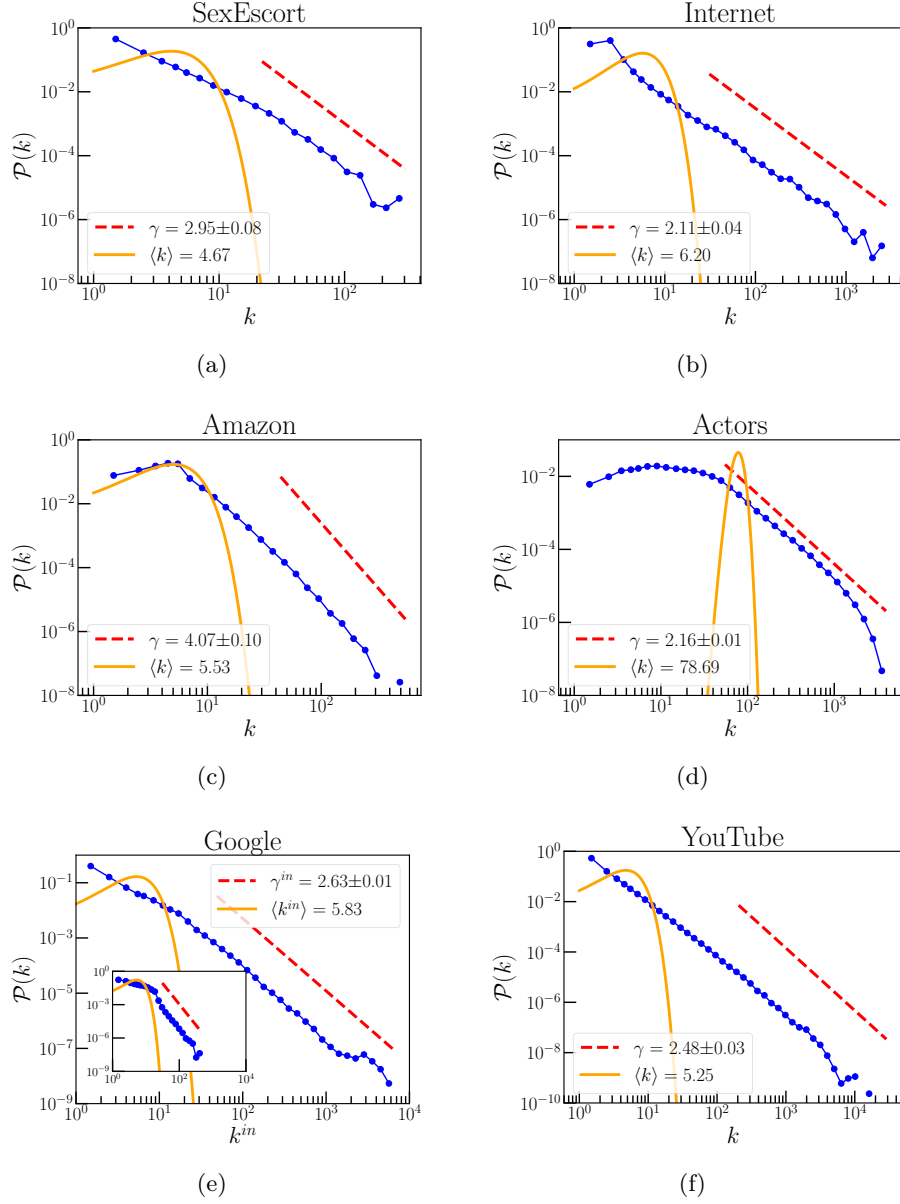 SexEscort
10^0
10^-2
10^-4
10^-6
10^-8
P(k)
γ = 2.95±0.08
⟨k⟩ = 4.67
10^0 10^1 10^2
k
(a)
Internet
10^0
10^-2
10^-4
10^-6
10^-8
P(k)
γ = 2.11±0.04
⟨k⟩ = 6.20
10^0 10^1 10^2 10^3
k
(b)
Amazon
10^0
10^-2
10^-4
10^-6
10^-8
P(k)
γ = 4.07±0.10
⟨k⟩ = 5.53
10^0 10^1 10^2
k
(c)
Actors
10^0
10^-2
10^-4
10^-6
10^-8
P(k)
γ = 2.16±0.01
⟨k⟩ = 78.69
10^0 10^1 10^2 10^3
k
(d)
Google
10^-1
10^-3
10^-5
10^-7
10^-9
P(k)
γ^in = 2.63±0.01
⟨k^in⟩ = 5.83
10^0
10^-3
10^-6
10^-9
10^0 10^2 10^4
10^0 10^1 10^2 10^3 10^4
k^in
(e)
YouTube
10^0
10^-2
10^-4
10^-6
10^-8
10^-10
P(k)
γ = 2.48±0.03
⟨k⟩ = 5.25
10^0 10^1 10^2 10^3 10^4
k
(f)